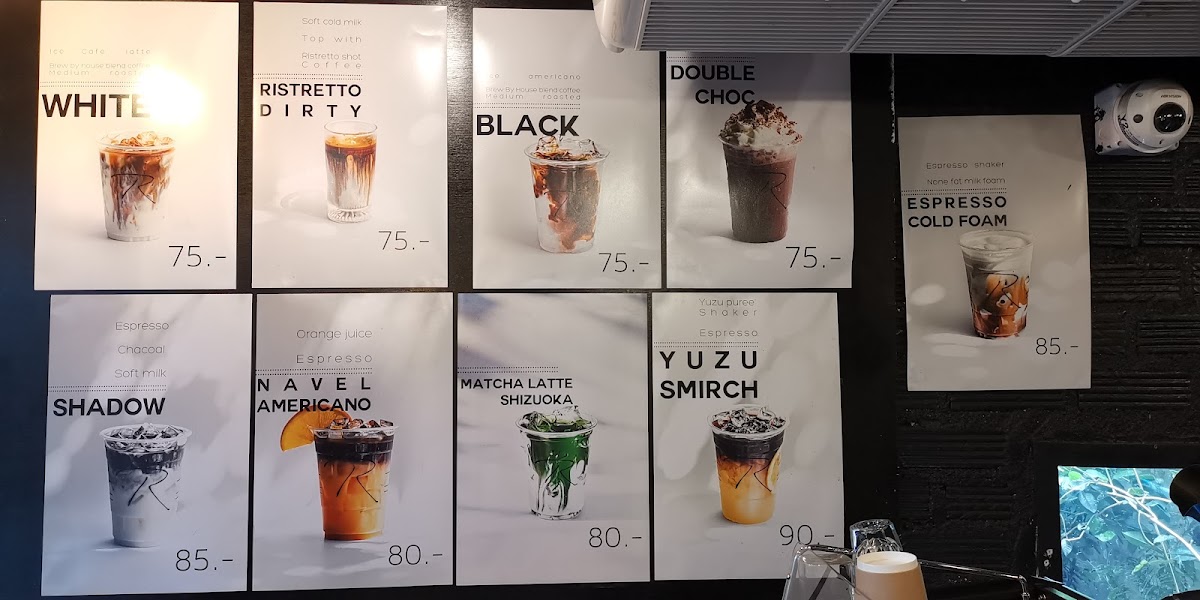 Ice Cafe latte
Brew by House blend coffee
Medium roasted
WHITE
75.-
Soft cold milk
Top with
Ristretto shot
Coffee
RISTRETTO
DIRTY
75.-
americano
Brew By House blend coffee
Medium roasted
BLACK
75.-
DOUBLE
CHOC
75.-
HIKVISION
Espresso shaker
None fat milk foam
ESPRESSO
COLD FOAM
85.-
Espresso
Chacoal
Soft milk
SHADOW
85.-
Orange juice
Espresso
NAVEL
AMERICANO
80.-
MATCHA LATTE
SHIZUOKA
80.-
Yuzu puree
Shaker
Espresso
YUZU
SMIRCH
90.-